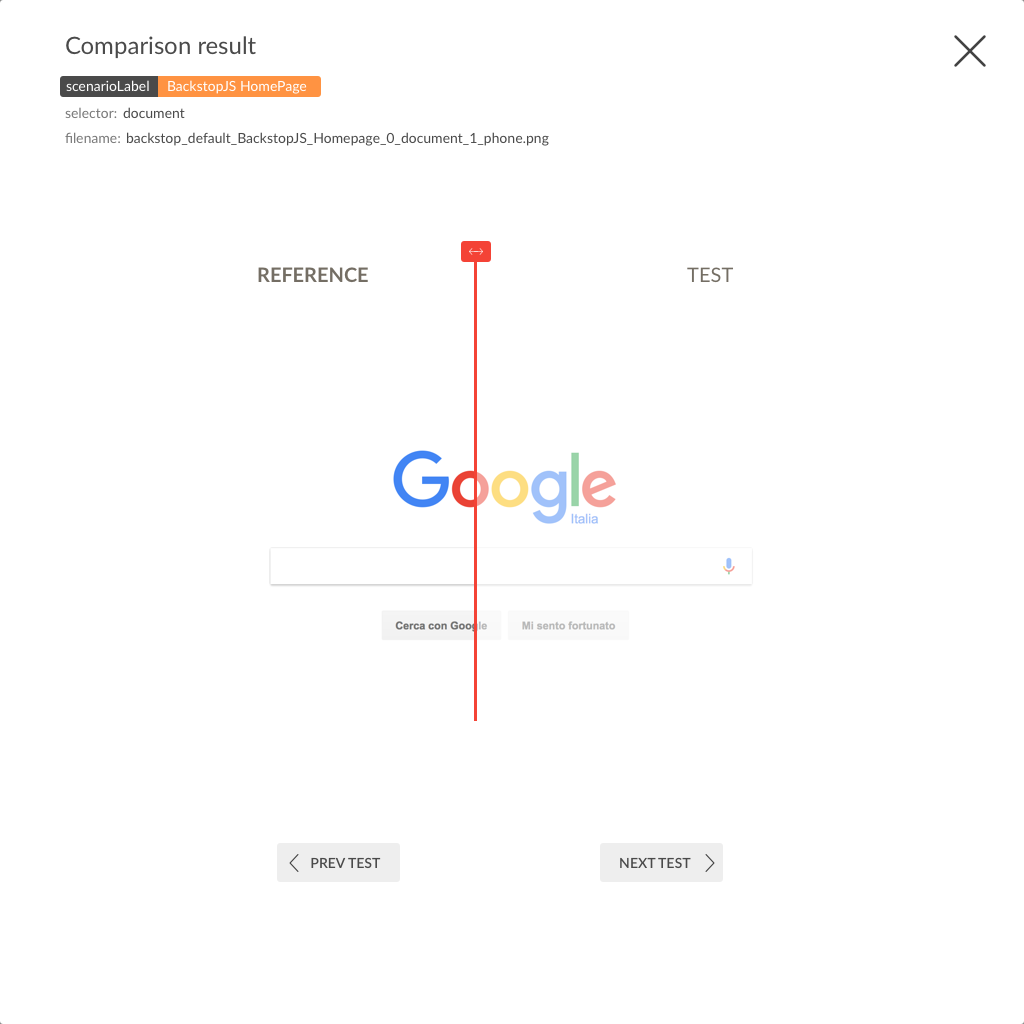 Comparison result
scenarioLabel BackstopJS HomePage
selector: document
filename: backstop_default_BackstopJS_Homepage_0_document_1_phone.png
REFERENCE TEST
Google
Italia
Cerca con Google Mi sento fortunato
PREV TEST NEXT TEST